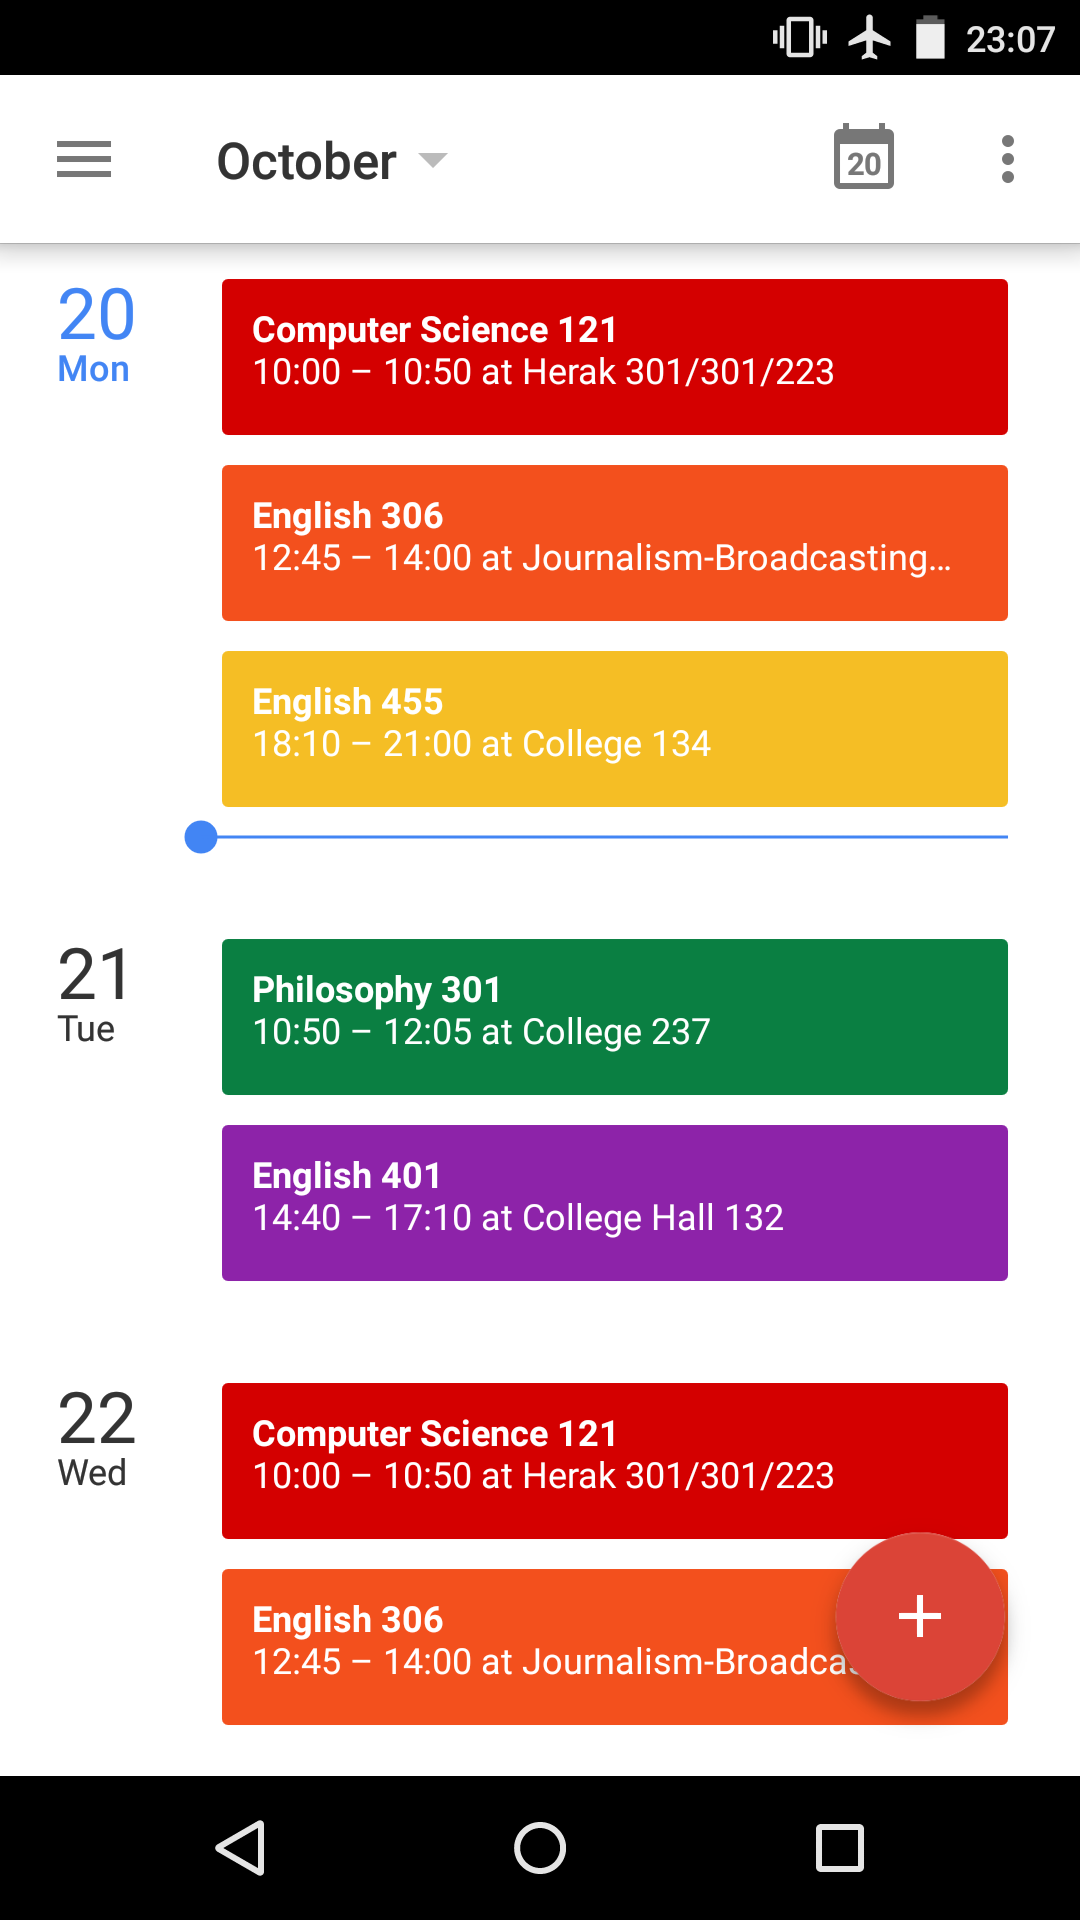 23:07
October
20
20
Mon
Computer Science 121
10:00 – 10:50 at Herak 301/301/223
English 306
12:45 – 14:00 at Journalism-Broadcasting...
English 455
18:10 – 21:00 at College 134
21
Tue
Philosophy 301
10:50 – 12:05 at College 237
English 401
14:40 – 17:10 at College Hall 132
22
Wed
Computer Science 121
10:00 – 10:50 at Herak 301/301/223
English 306
12:45 – 14:00 at Journalism-Broadcas